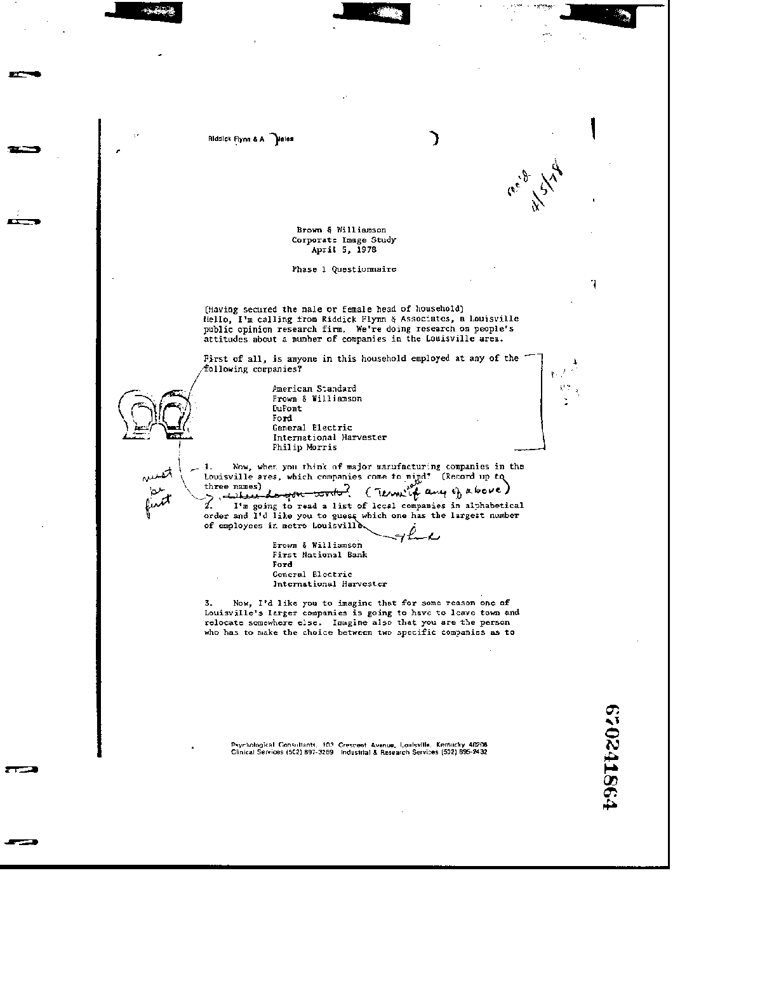 Riddick Flynn & A
rec'd
4/5/78
Brown & Williamson
Corporate Image Study
April 5, 1978
Phase 1 Questionnaire
(Having secured the male or female head of household)
Hello, I'm calling from Riddick Flynn & Associates, a Louisville
public opinion research firm. We're doing research on people's
attitudes about a number of companies in the Louisville area.
First of all, is anyone in this household employed at any of the
following companies?
American Standard
Brown & Williamson
DuPont
Ford
General Electric
International Harvester
Philip Morris
must
be
first
1. Now, when you think of major manufacturing companies in the
Louisville area, which companies come to mind? (Record up to
three names)
(Terminate if any of above)
2. I'm going to read a list of local companies in alphabetical
order and I'd like you to guess which one has the largest number
of employees in metro Louisville.
Brown & Williamson
First National Bank
Ford
General Electric
International Harvester
3. Now, I'd like you to imagine that for some reason one of
Louisville's larger companies is going to have to leave town and
relocate somewhere else. Imagine also that you are the person
who has to make the choice between two specific companies as to
Psychological Consultants, 102 Crescent Avenue, Louisville, Kentucky 40206
Clinical Services (502) 897-3289 Industrial & Research Services (502) 895-2432
670241864